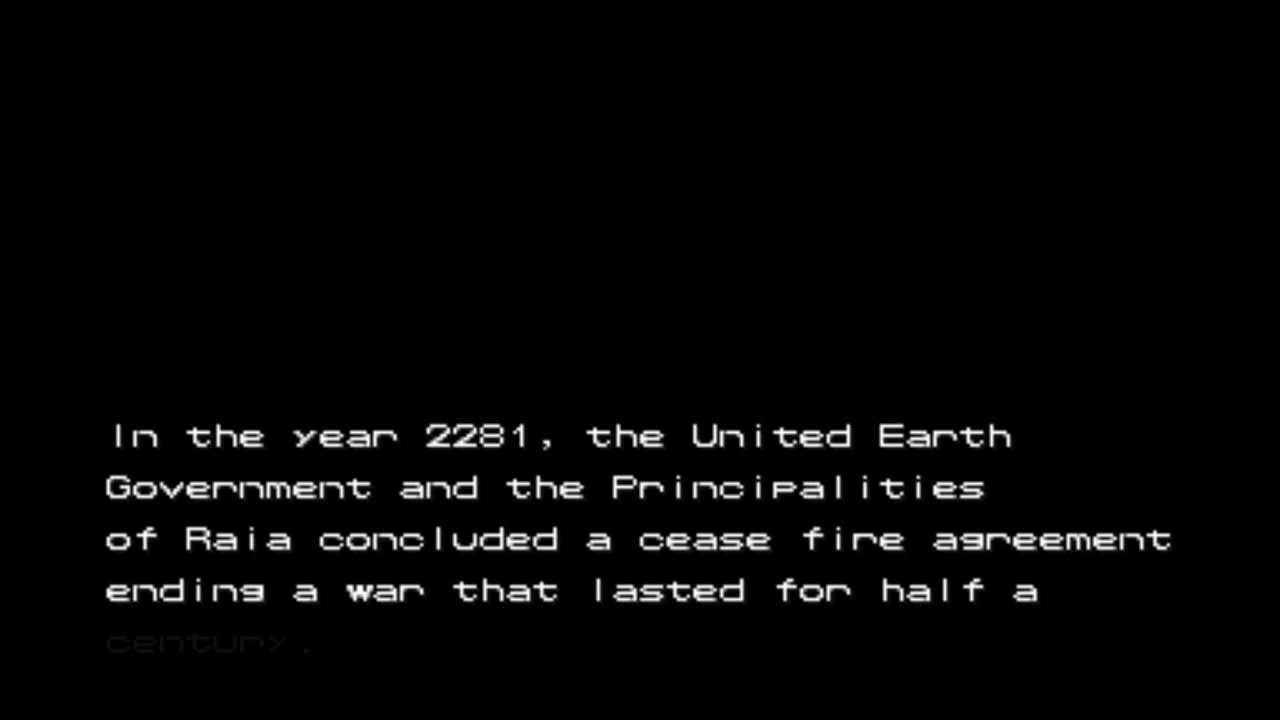 In the year 2281, the United Earth
Government and the Principalities
of Raia concluded a cease fire agreement
ending a war that lasted for half a
century.